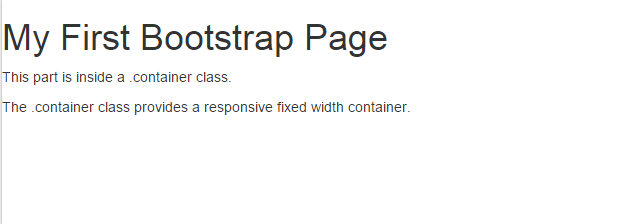 My First Bootstrap Page
This part is inside a .container class.
The .container class provides a responsive fixed width container.